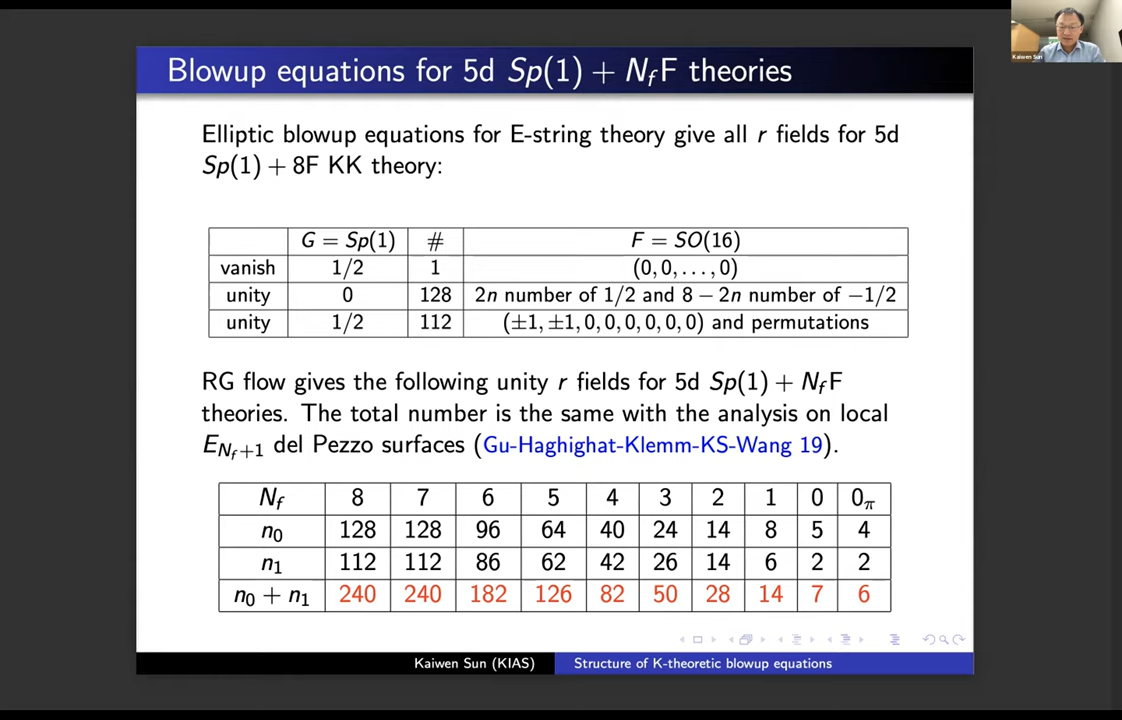 Blowup equations for 5d Sp(1) + N_f F theories
Kaiwen Sun
Elliptic blowup equations for E-string theory give all r fields for 5d
Sp(1) + 8F KK theory:
G = Sp(1) # F = SO(16)
vanish 1/2 1 (0, 0, . . . , 0)
unity 0 128 2n number of 1/2 and 8 − 2n number of −1/2
unity 1/2 112 (±1, ±1, 0, 0, 0, 0, 0, 0) and permutations
RG flow gives the following unity r fields for 5d Sp(1) + N_f F
theories. The total number is the same with the analysis on local
E_{N_f+1} del Pezzo surfaces (Gu-Haghighat-Klemm-KS-Wang 19).
N_f 8 7 6 5 4 3 2 1 0 0_π
n_0 128 128 96 64 40 24 14 8 5 4
n_1 112 112 86 62 42 26 14 6 2 2
n_0 + n_1 240 240 182 126 82 50 28 14 7 6
Kaiwen Sun (KIAS) Structure of K-theoretic blowup equations